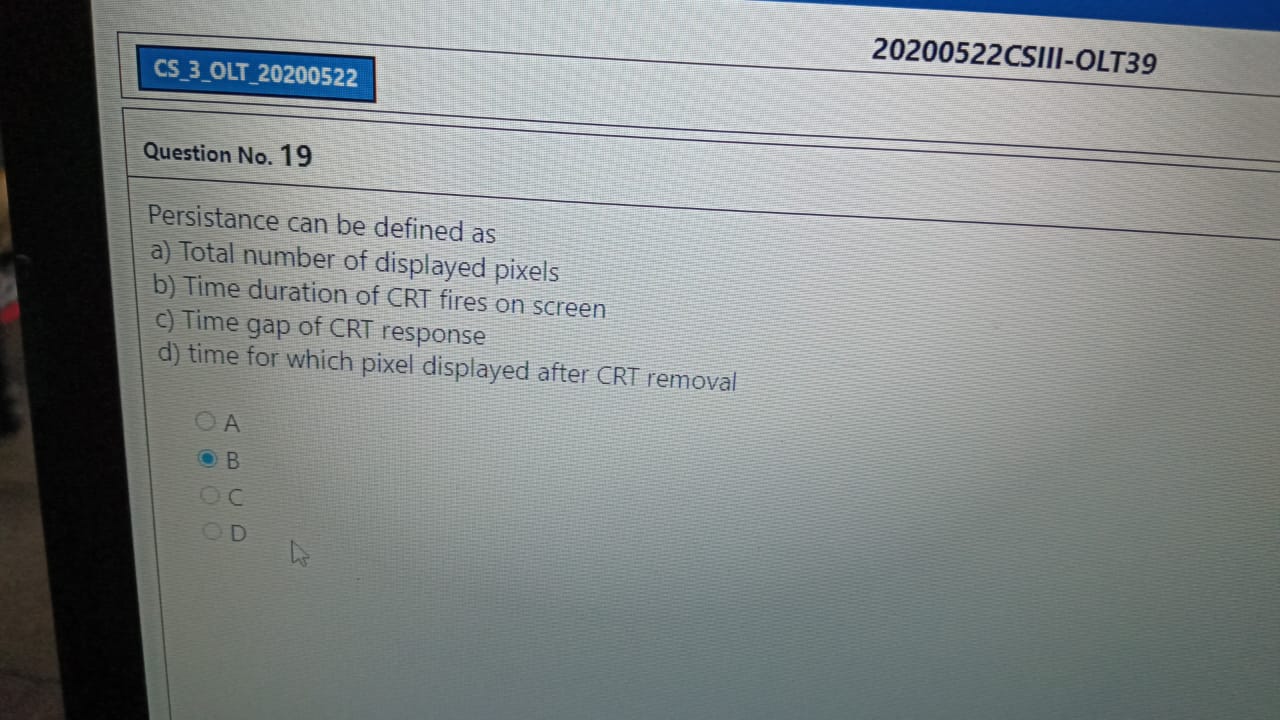 20200522CSIII-OLT39
CS_3_OLT_20200522
Question No. 19
Persistance can be defined as
a) Total number of displayed pixels
b) Time duration of CRT fires on screen
c) Time gap of CRT response
d) time for which pixel displayed after CRT removal
A
B
C
D